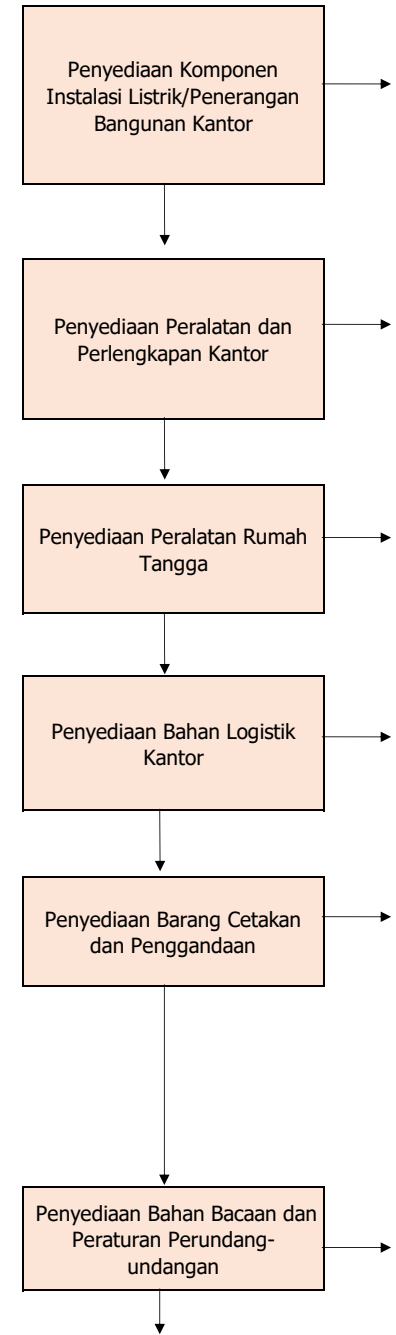 Penyediaan Komponen
Instalasi Listrik/Penerangan
Bangunan Kantor
Penyediaan Peralatan dan
Perlengkapan Kantor
Penyediaan Peralatan Rumah
Tangga
Penyediaan Bahan Logistik
Kantor
Penyediaan Barang Cetakan
dan Penggandaan
Penyediaan Bahan Bacaan dan
Peraturan Perundang-
undangan